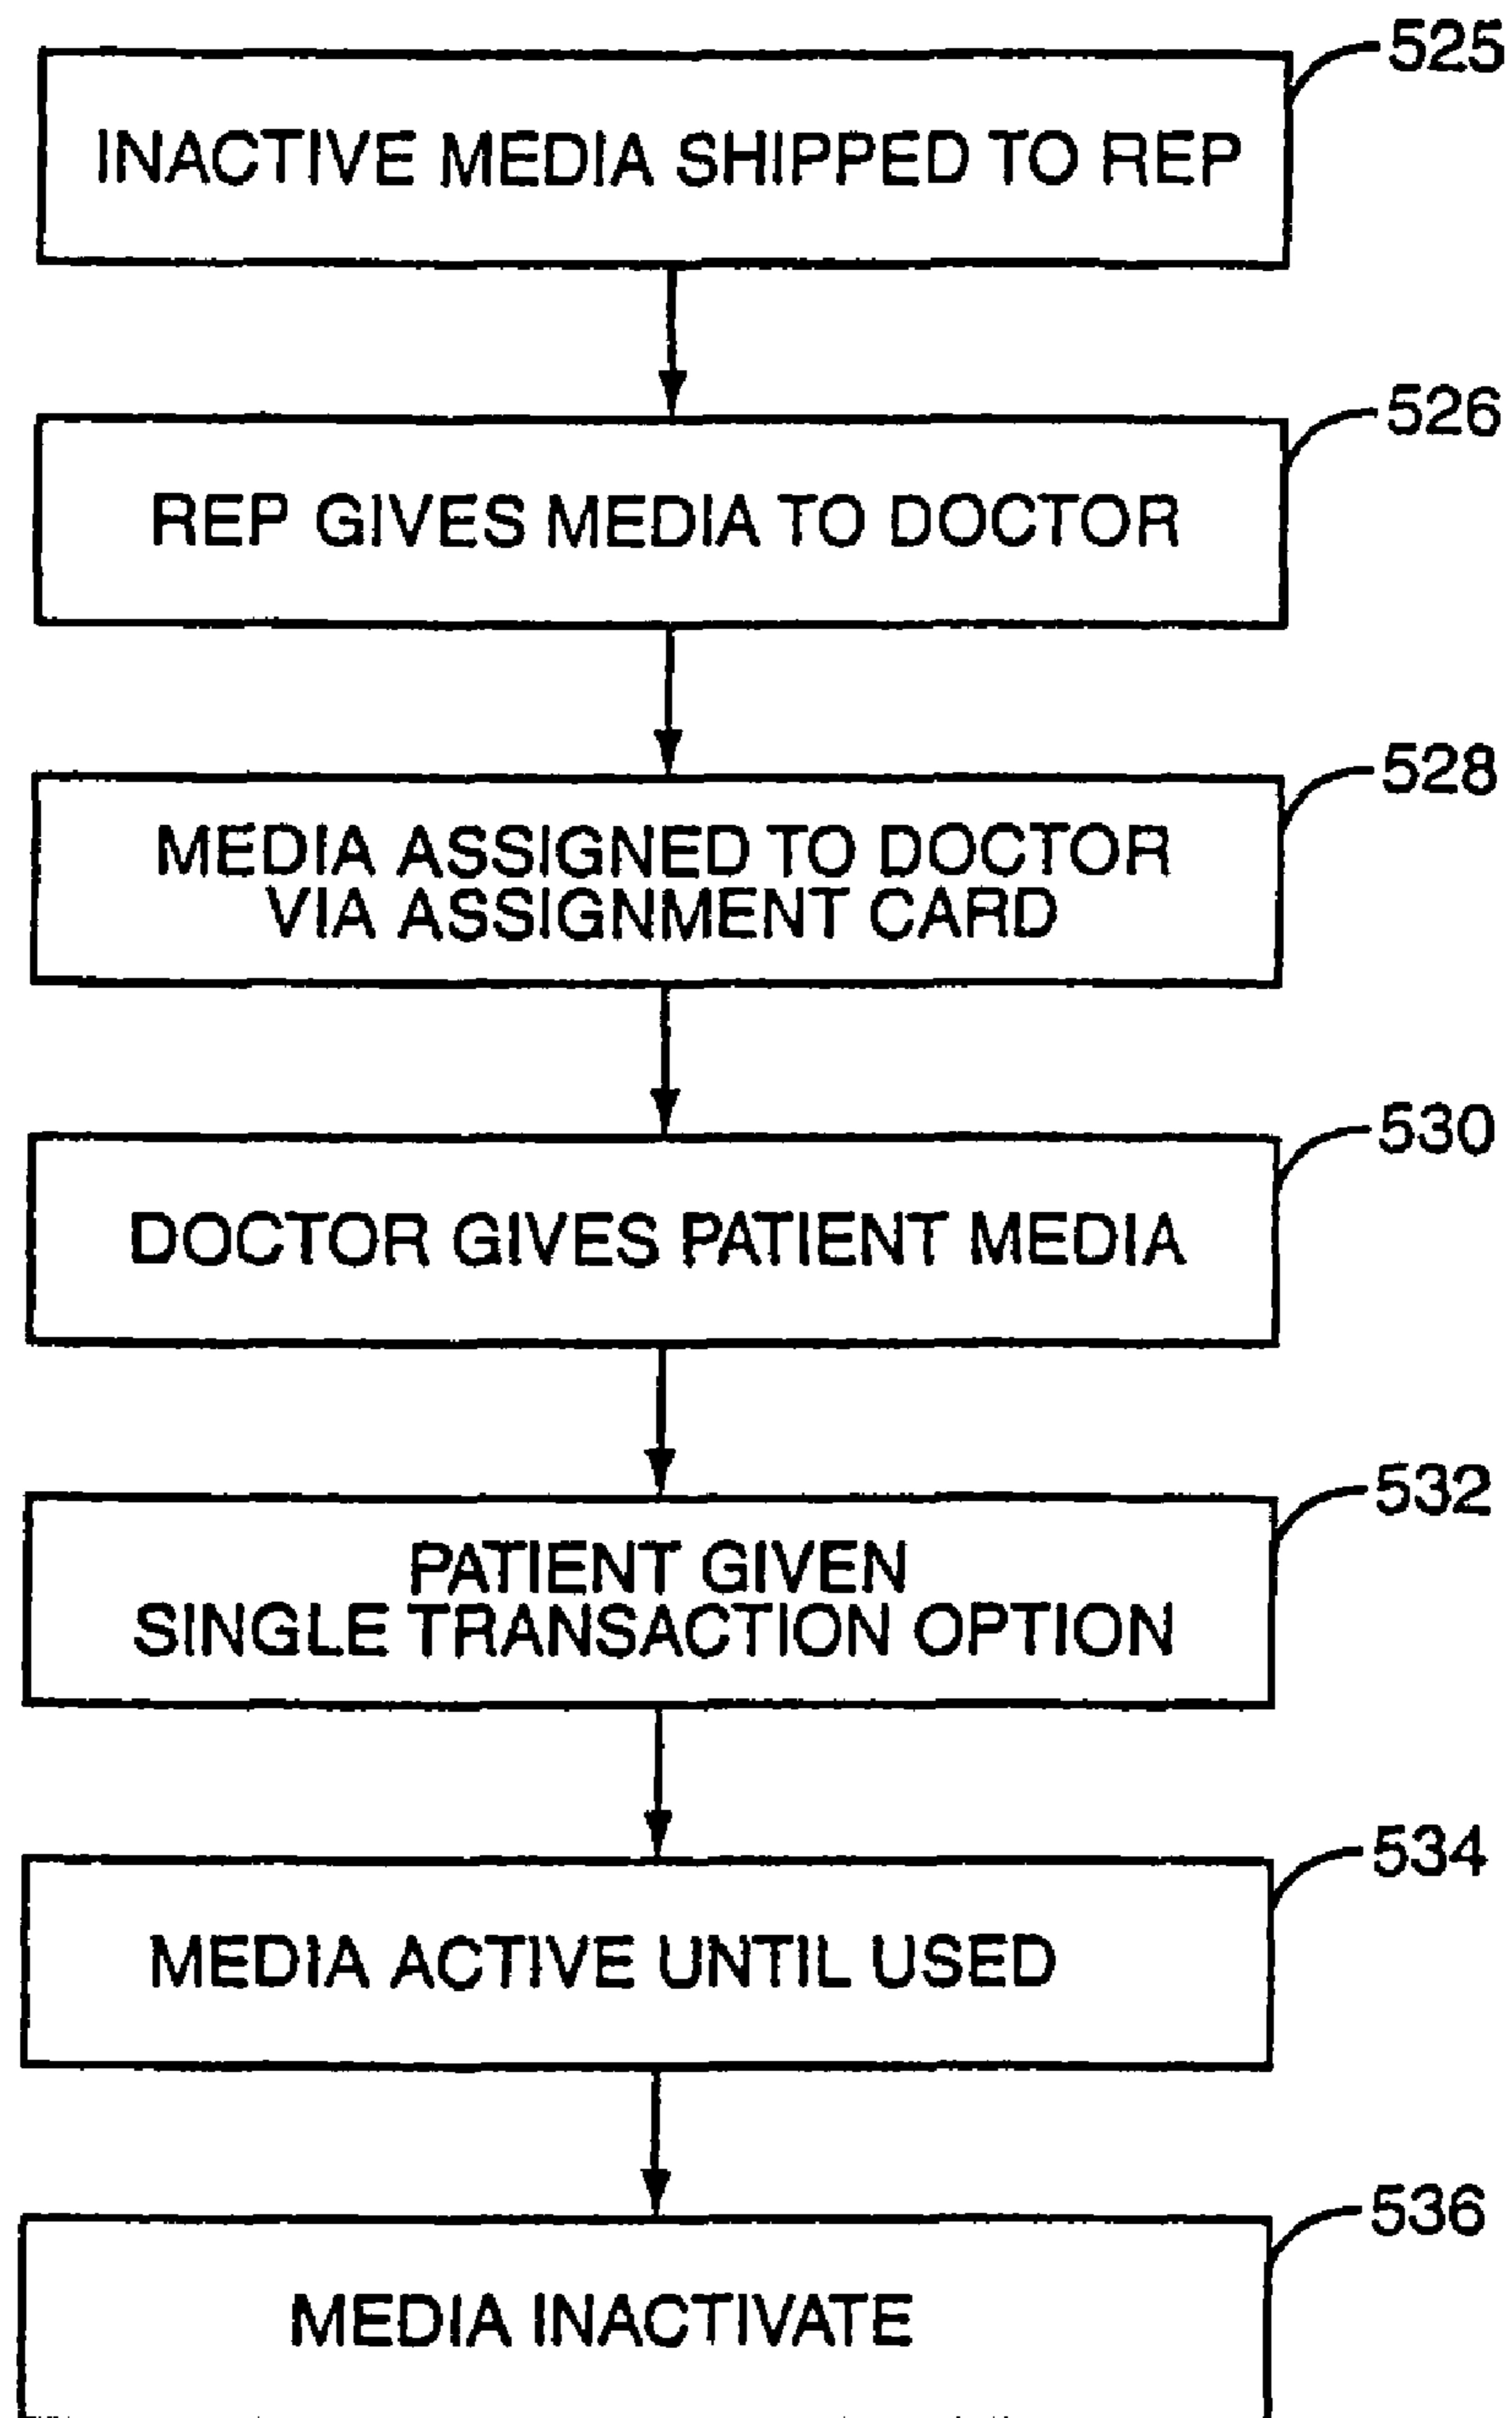 525
INACTIVE MEDIA SHIPPED TO REP
526
REP GIVES MEDIA TO DOCTOR
528
MEDIA ASSIGNED TO DOCTOR
VIA ASSIGNMENT CARD
530
DOCTOR GIVES PATIENT MEDIA
532
PATIENT GIVEN
SINGLE TRANSACTION OPTION
534
MEDIA ACTIVE UNTIL USED
536
MEDIA INACTIVATE